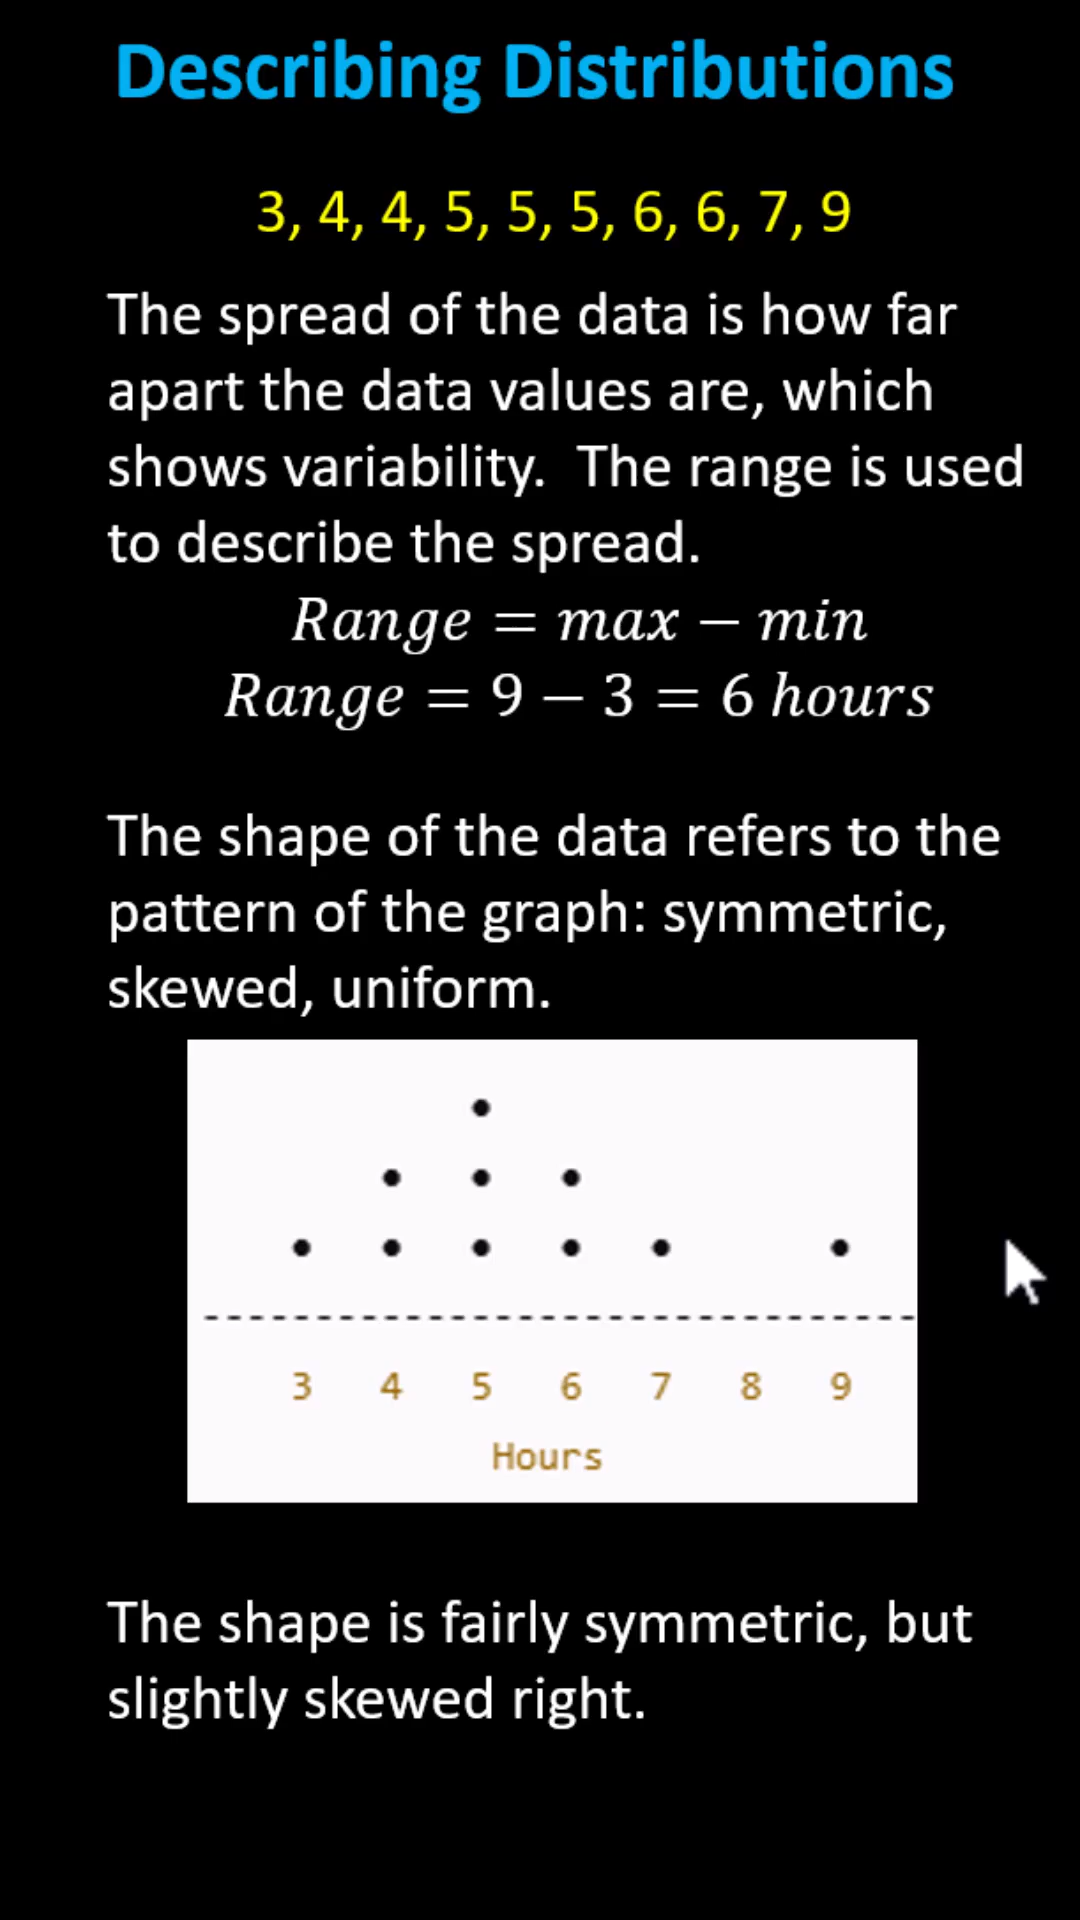 Describing Distributions
3, 4, 4, 5, 5, 5, 6, 6, 7, 9
The spread of the data is how far
apart the data values are, which
shows variability.  The range is used
to describe the spread.
Range = max − min
Range = 9 − 3 = 6 hours
The shape of the data refers to the
pattern of the graph: symmetric,
skewed, uniform.
3 4 5 6 7 8 9
Hours
The shape is fairly symmetric, but
slightly skewed right.